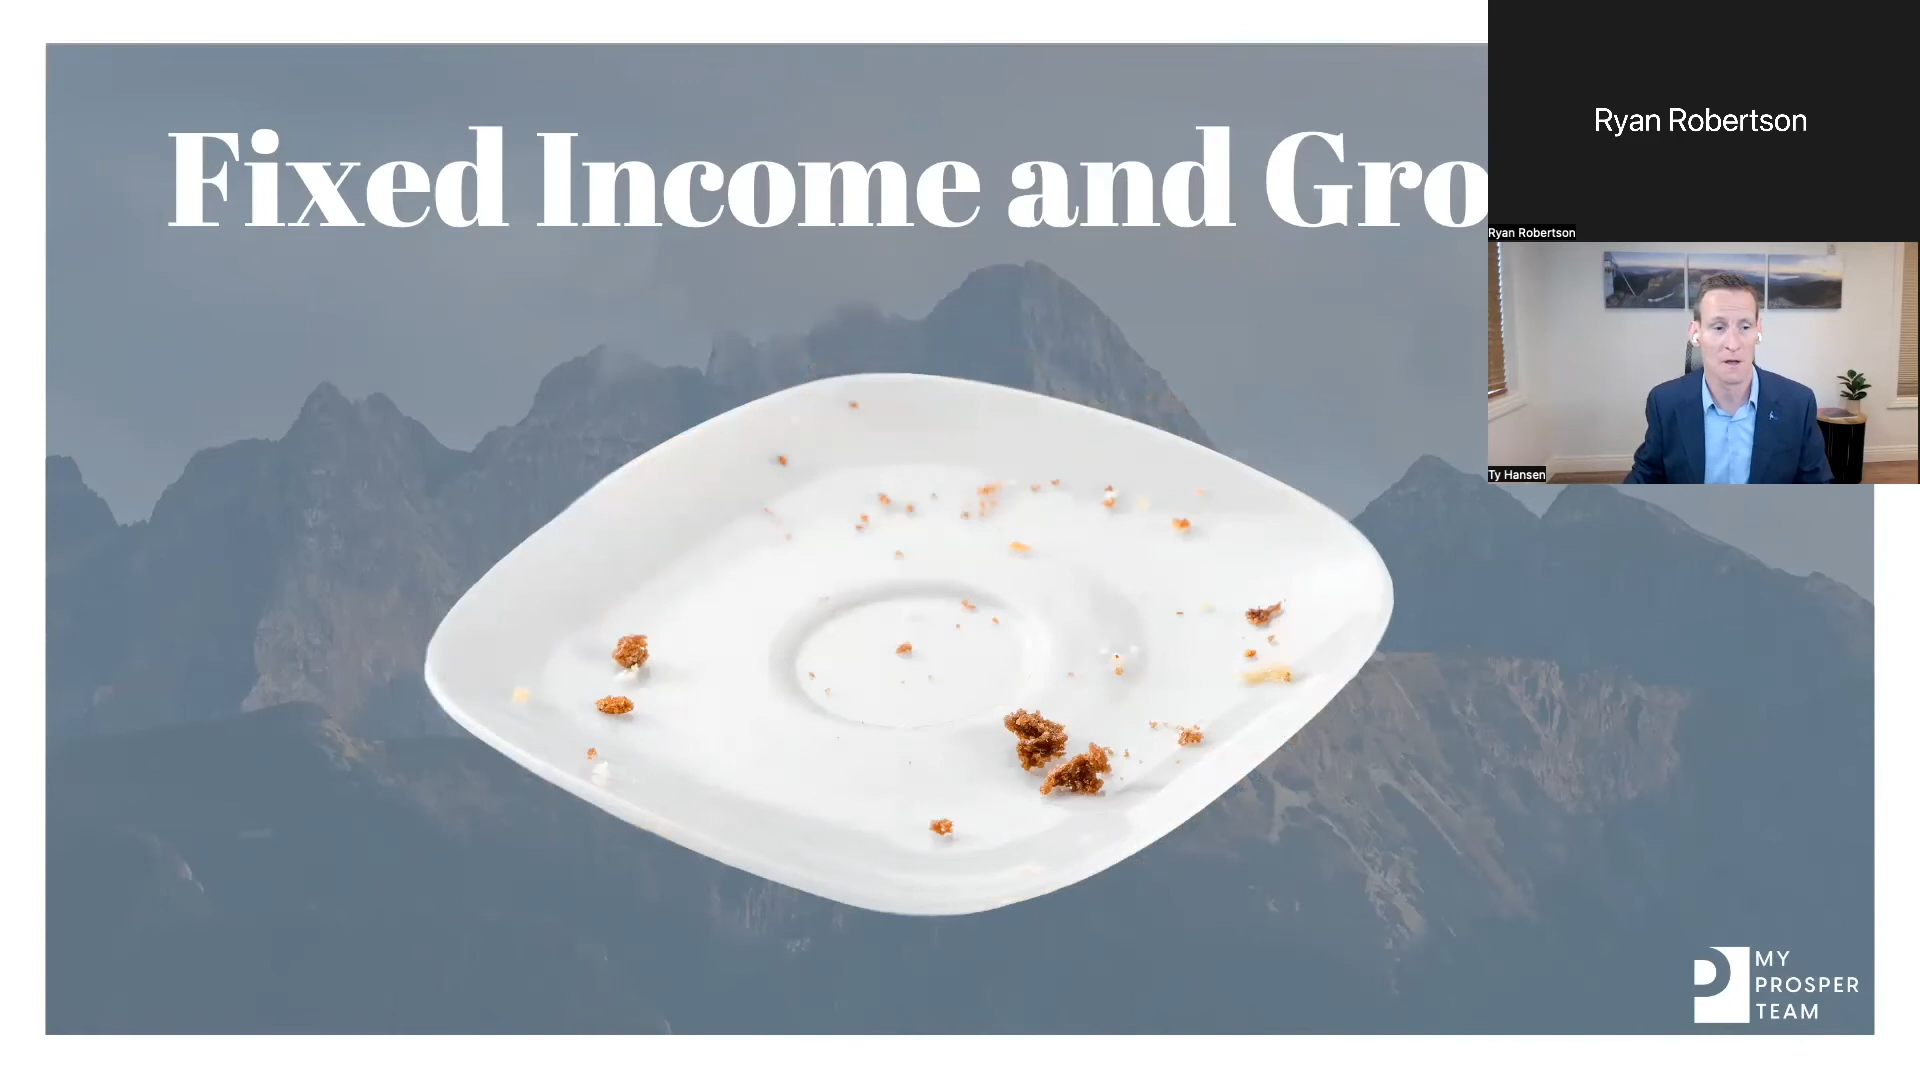 Fixed Income and Gro
Ryan Robertson
Ryan Robertson
Ty Hansen
MY
PROSPER
TEAM